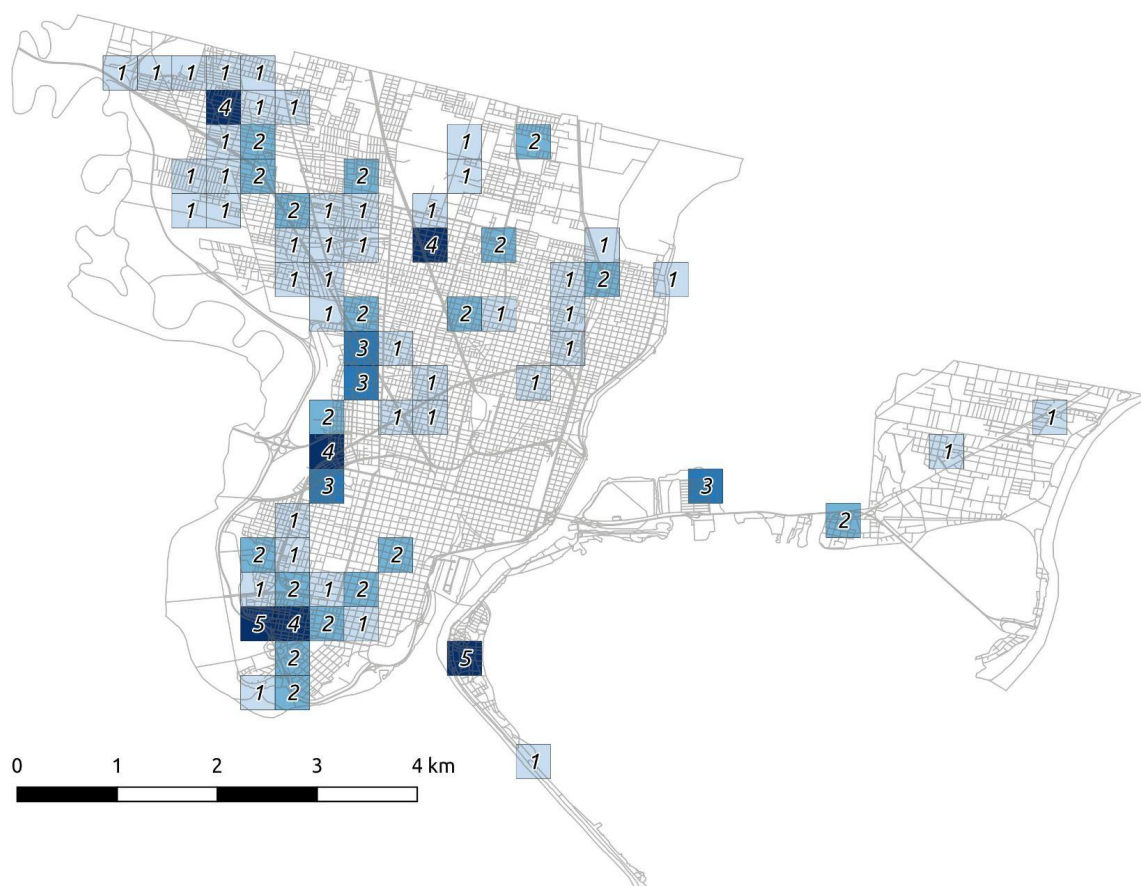 1 1 1 1 1
4 1 1
1 2 1 2
1 1 2 2 1
1 1 2 1 1 1
1 1 1 4 2 1
1 1 1 2 1
1 2 2 1 1
3 1 1
3 1 1
2 1 1 1
4 1
3 3
1 2
2 1 2
1 2 1 2
5 4 2 1
2 5
1 2
1
0 1 2 3 4 km